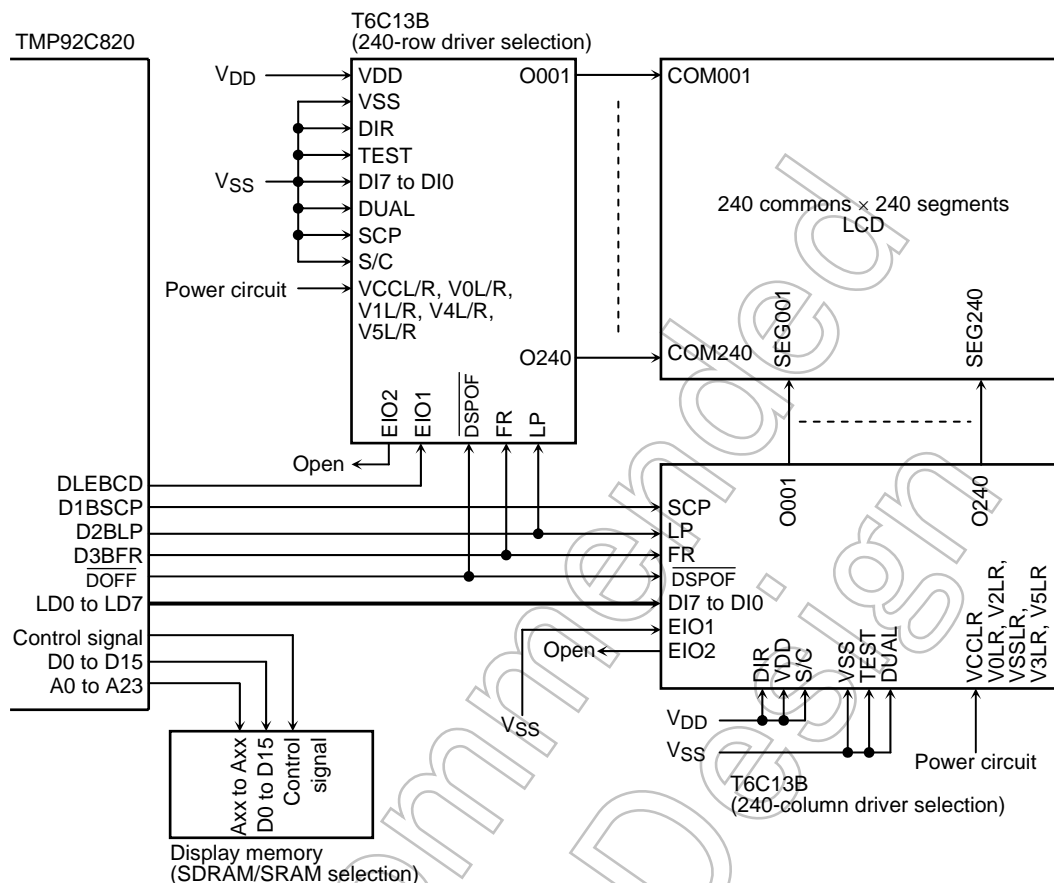 T6C13B
(240-row driver selection)
TMP92C820
VDD
VDD
O001
COM001
VSS
DIR
TEST
VSS
DI7 to DI0
DUAL
SCP
S/C
240 commons × 240 segments
LCD
Power circuit
VCCL/R, V0L/R,
V1L/R, V4L/R,
V5L/R
O240
COM240
SEG001
SEG240
EIO2
EIO1
DSPOF
FR
LP
Open
DLEBCD
D1BSCP
D2BLP
D3BFR
DOFF
LD0 to LD7
Control signal
D0 to D15
A0 to A23
O001
O240
SCP
LP
FR
DSPOF
DI7 to DI0
EIO1
EIO2
Open
VSS
DIR
VDD
S/C
VSS
TEST
DUAL
VCCLR
V0LR, V2LR,
VSSLR,
V3LR, V5LR
VDD
VSS
Power circuit
T6C13B
(240-column driver selection)
Axx to Axx
D0 to D15
Control
signal
Display memory
(SDRAM/SRAM selection)
ommended
Design